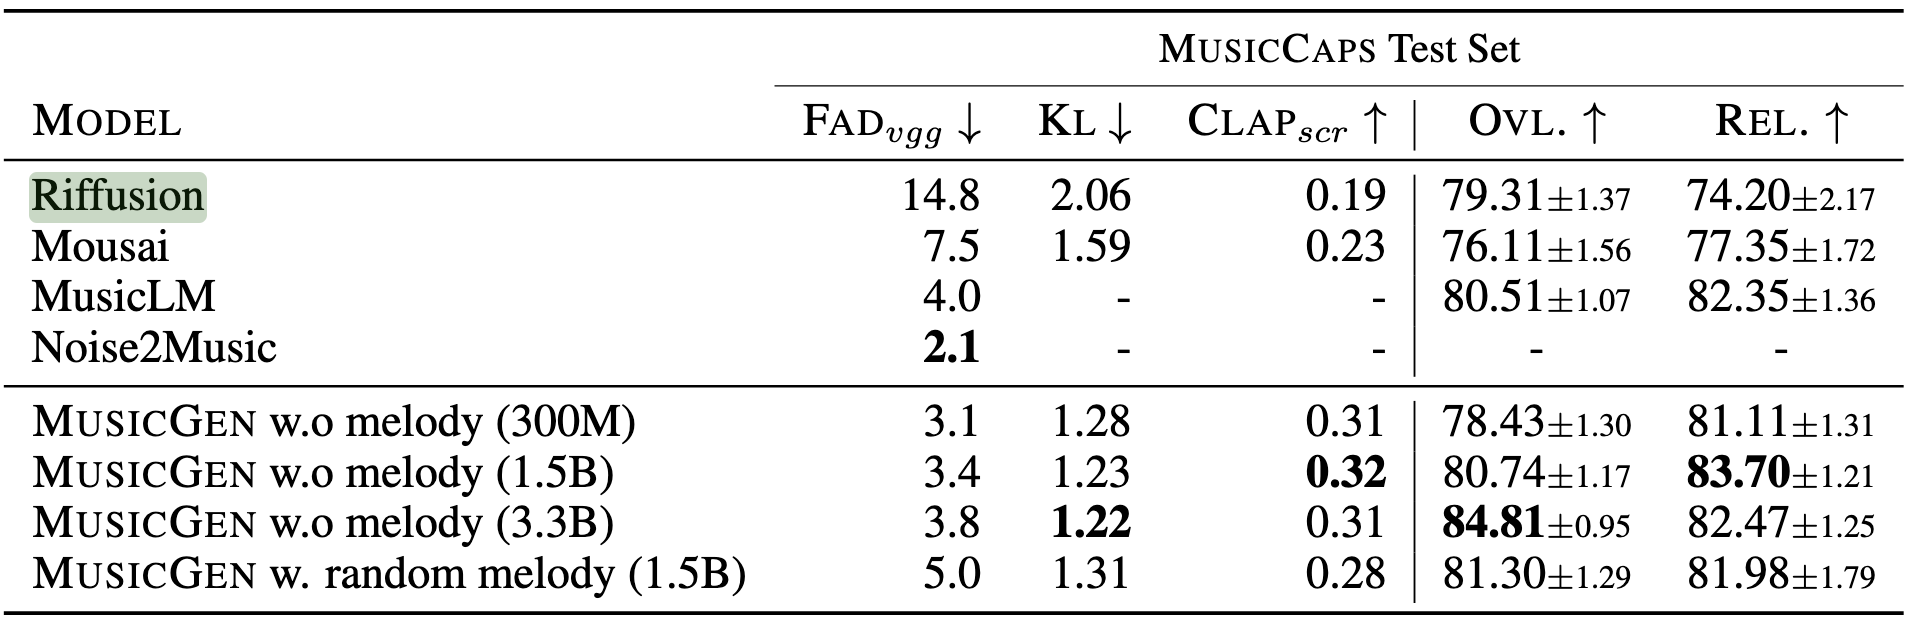 MUSICCAPS Test Set
MODEL FAD_vgg ↓ KL ↓ CLAP_scr ↑ OVL. ↑ REL. ↑
Riffusion 14.8 2.06 0.19 79.31±1.37 74.20±2.17
Mousai 7.5 1.59 0.23 76.11±1.56 77.35±1.72
MusicLM 4.0 - - 80.51±1.07 82.35±1.36
Noise2Music 2.1 - - - -
MUSICGEN w.o melody (300M) 3.1 1.28 0.31 78.43±1.30 81.11±1.31
MUSICGEN w.o melody (1.5B) 3.4 1.23 0.32 80.74±1.17 83.70±1.21
MUSICGEN w.o melody (3.3B) 3.8 1.22 0.31 84.81±0.95 82.47±1.25
MUSICGEN w. random melody (1.5B) 5.0 1.31 0.28 81.30±1.29 81.98±1.79